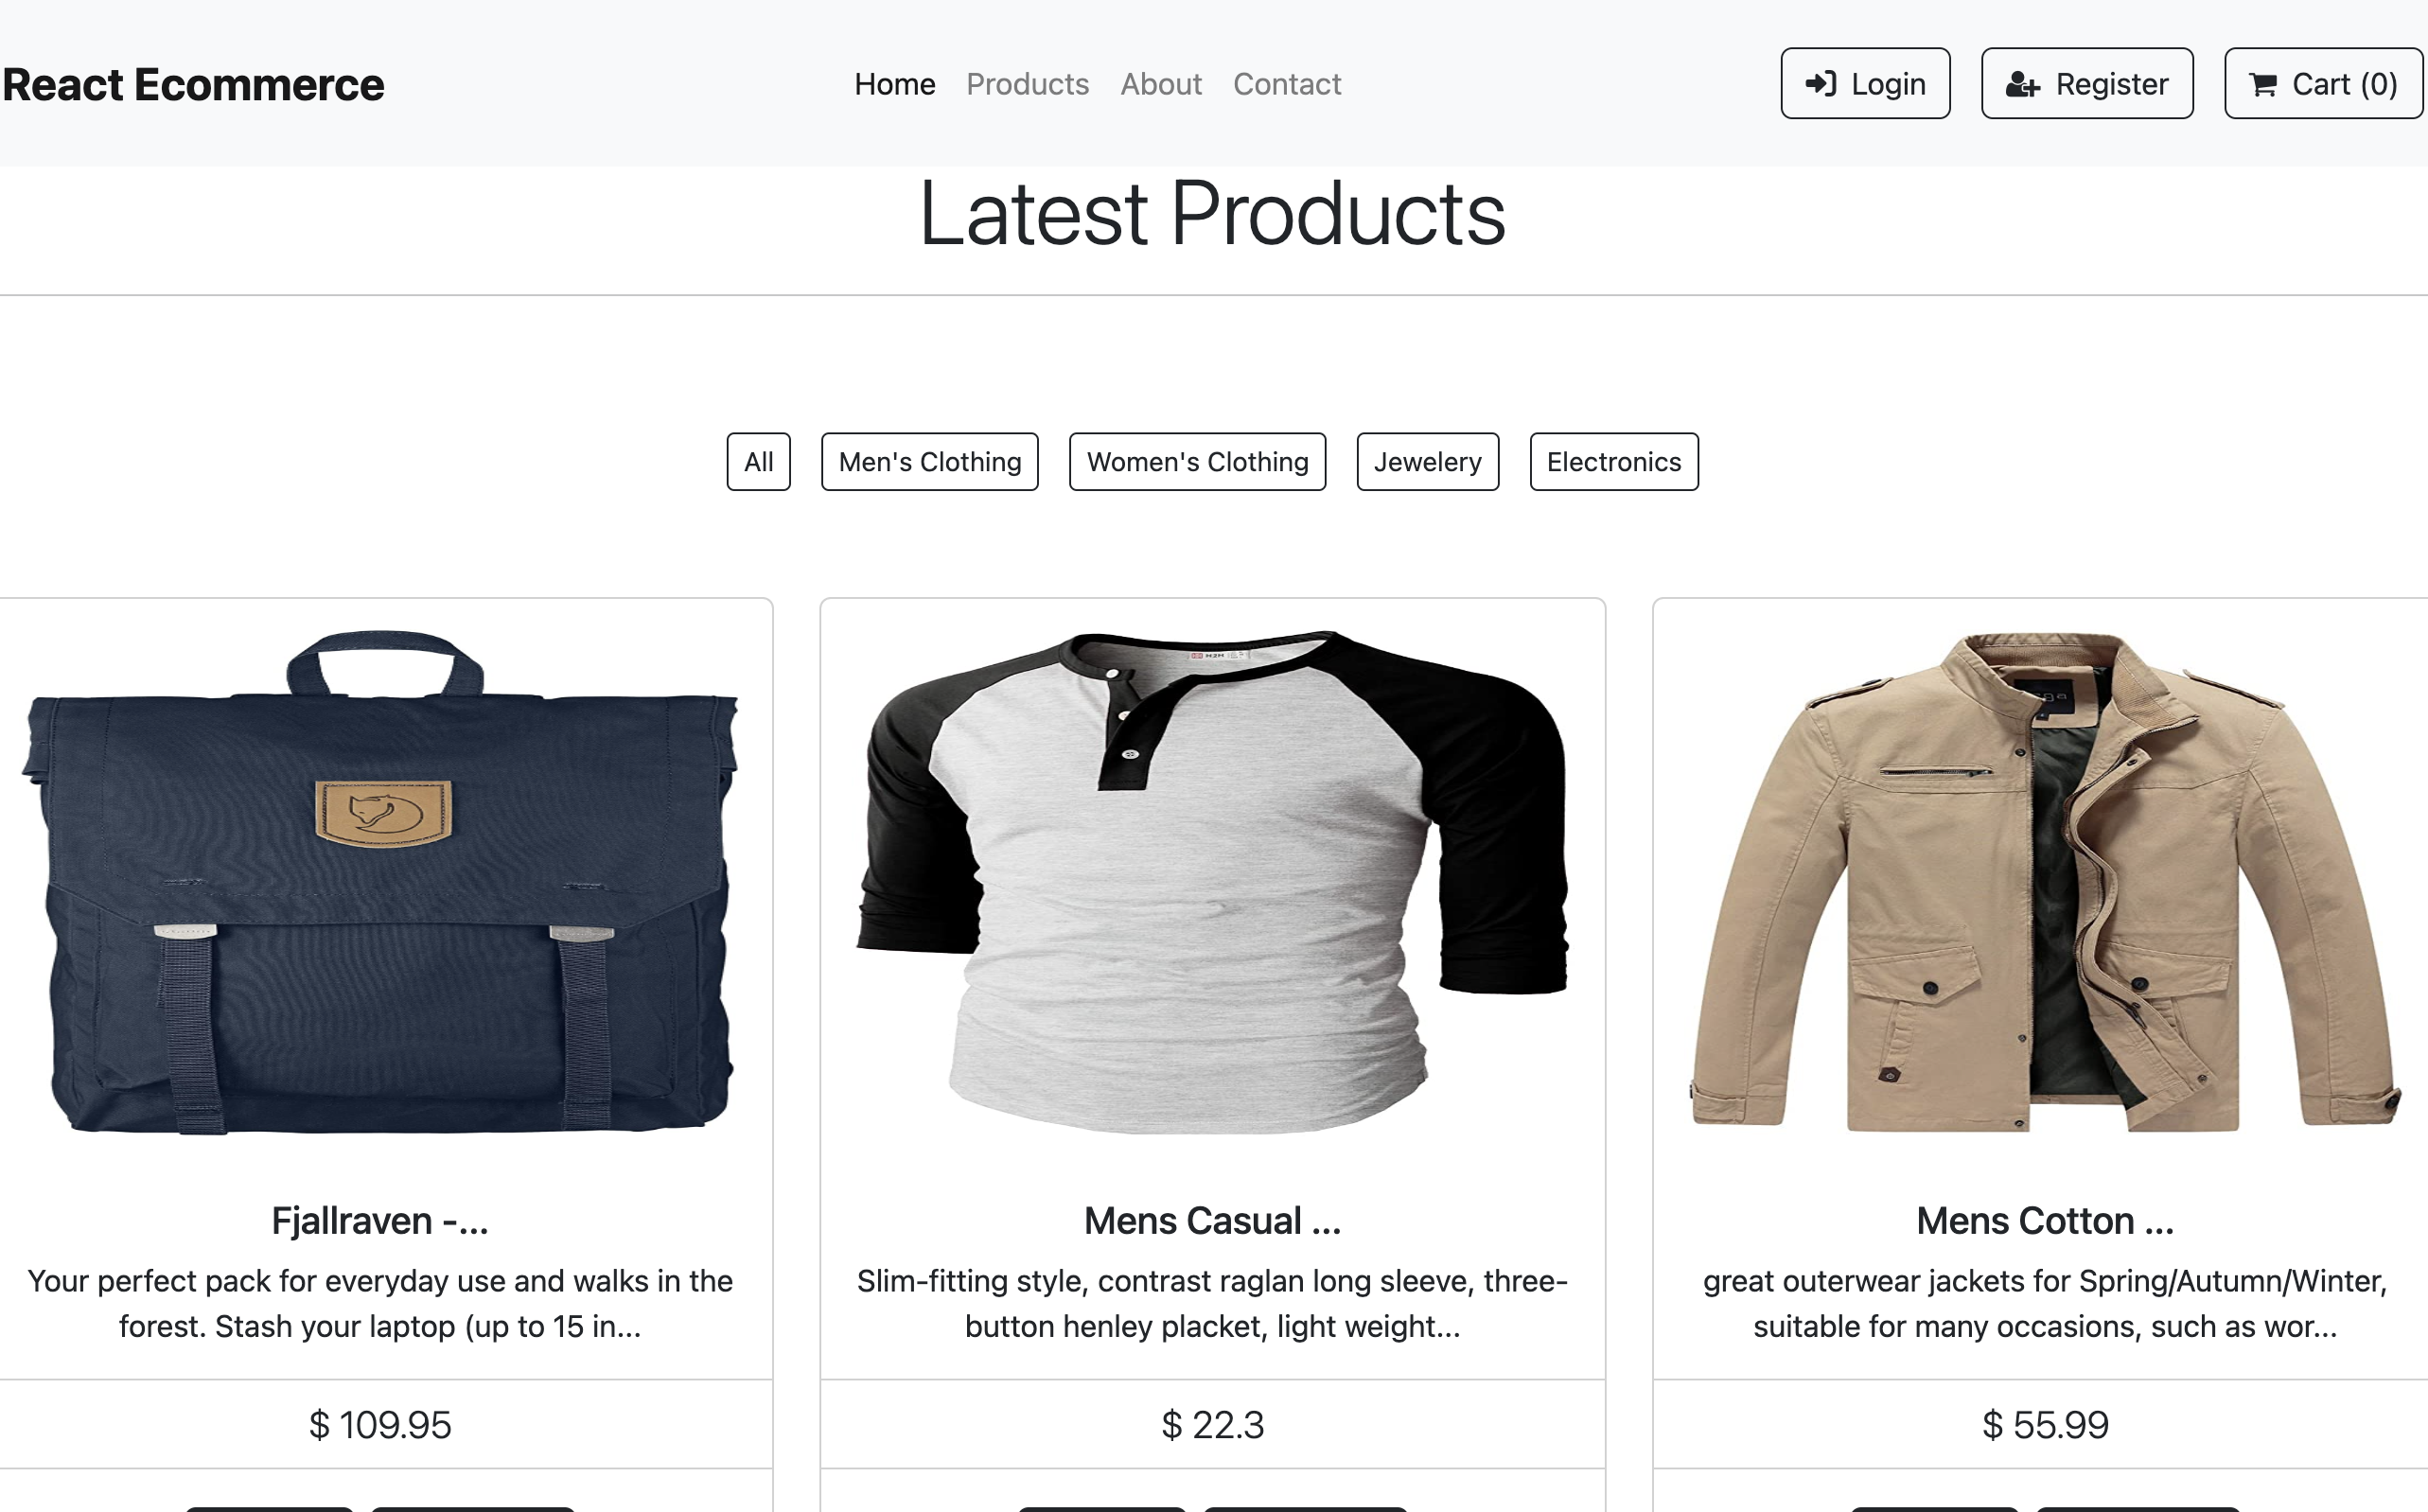 React Ecommerce
Home Products About Contact
Login Register Cart (0)
Latest Products
All Men's Clothing Women's Clothing Jewelery Electronics
Fjallraven -...
Your perfect pack for everyday use and walks in the
forest. Stash your laptop (up to 15 in...
$ 109.95
Mens Casual ...
Slim-fitting style, contrast raglan long sleeve, three-
button henley placket, light weight...
$ 22.3
Mens Cotton ...
great outerwear jackets for Spring/Autumn/Winter,
suitable for many occasions, such as wor...
$ 55.99